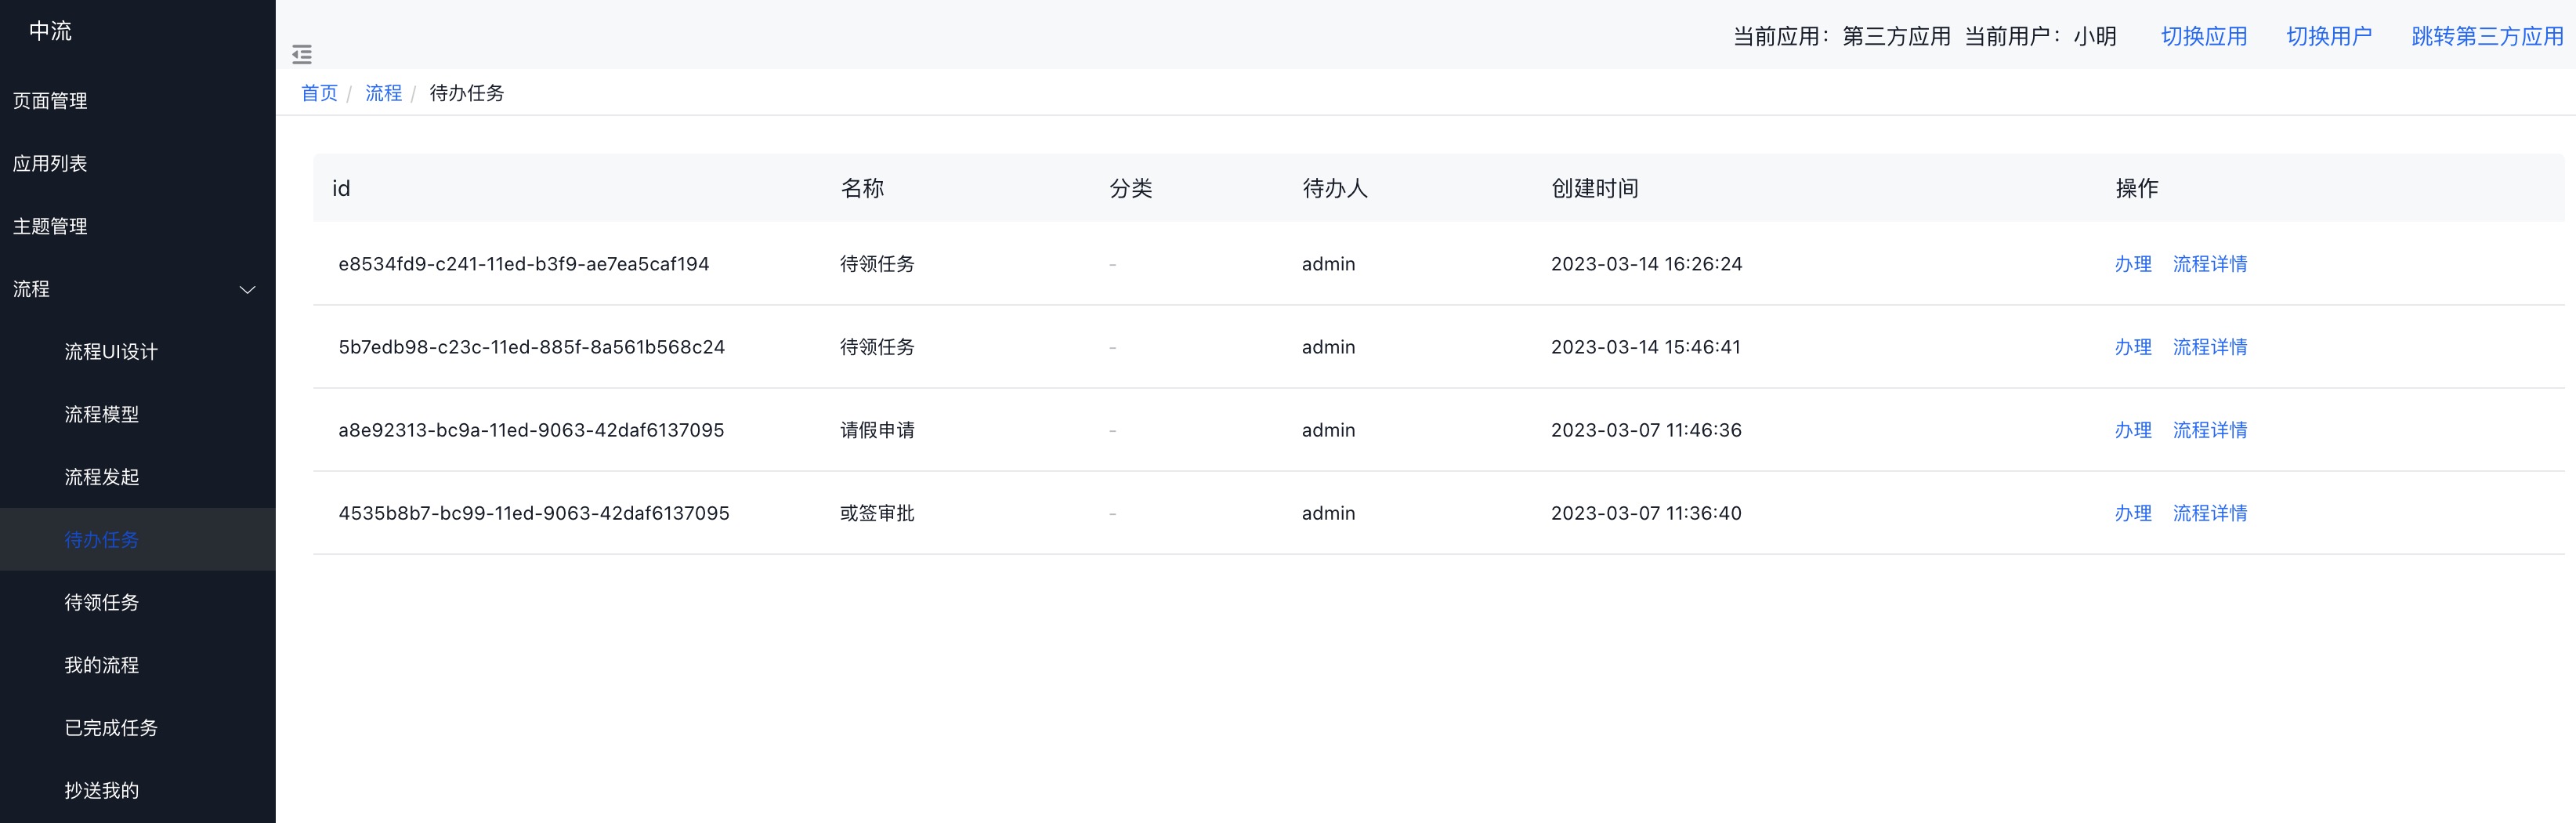 中流
当前应用：第三方应用 当前用户：小明 切换应用 切换用户 跳转第三方应用
首页 / 流程 / 待办任务
页面管理
应用列表
主题管理
流程
流程UI设计
流程模型
流程发起
待办任务
待领任务
我的流程
已完成任务
抄送我的
id 名称 分类 待办人 创建时间 操作
e8534fd9-c241-11ed-b3f9-ae7ea5caf194 待领任务 - admin 2023-03-14 16:26:24 办理 流程详情
5b7edb98-c23c-11ed-885f-8a561b568c24 待领任务 - admin 2023-03-14 15:46:41 办理 流程详情
a8e92313-bc9a-11ed-9063-42daf6137095 请假申请 - admin 2023-03-07 11:46:36 办理 流程详情
4535b8b7-bc99-11ed-9063-42daf6137095 或签审批 - admin 2023-03-07 11:36:40 办理 流程详情